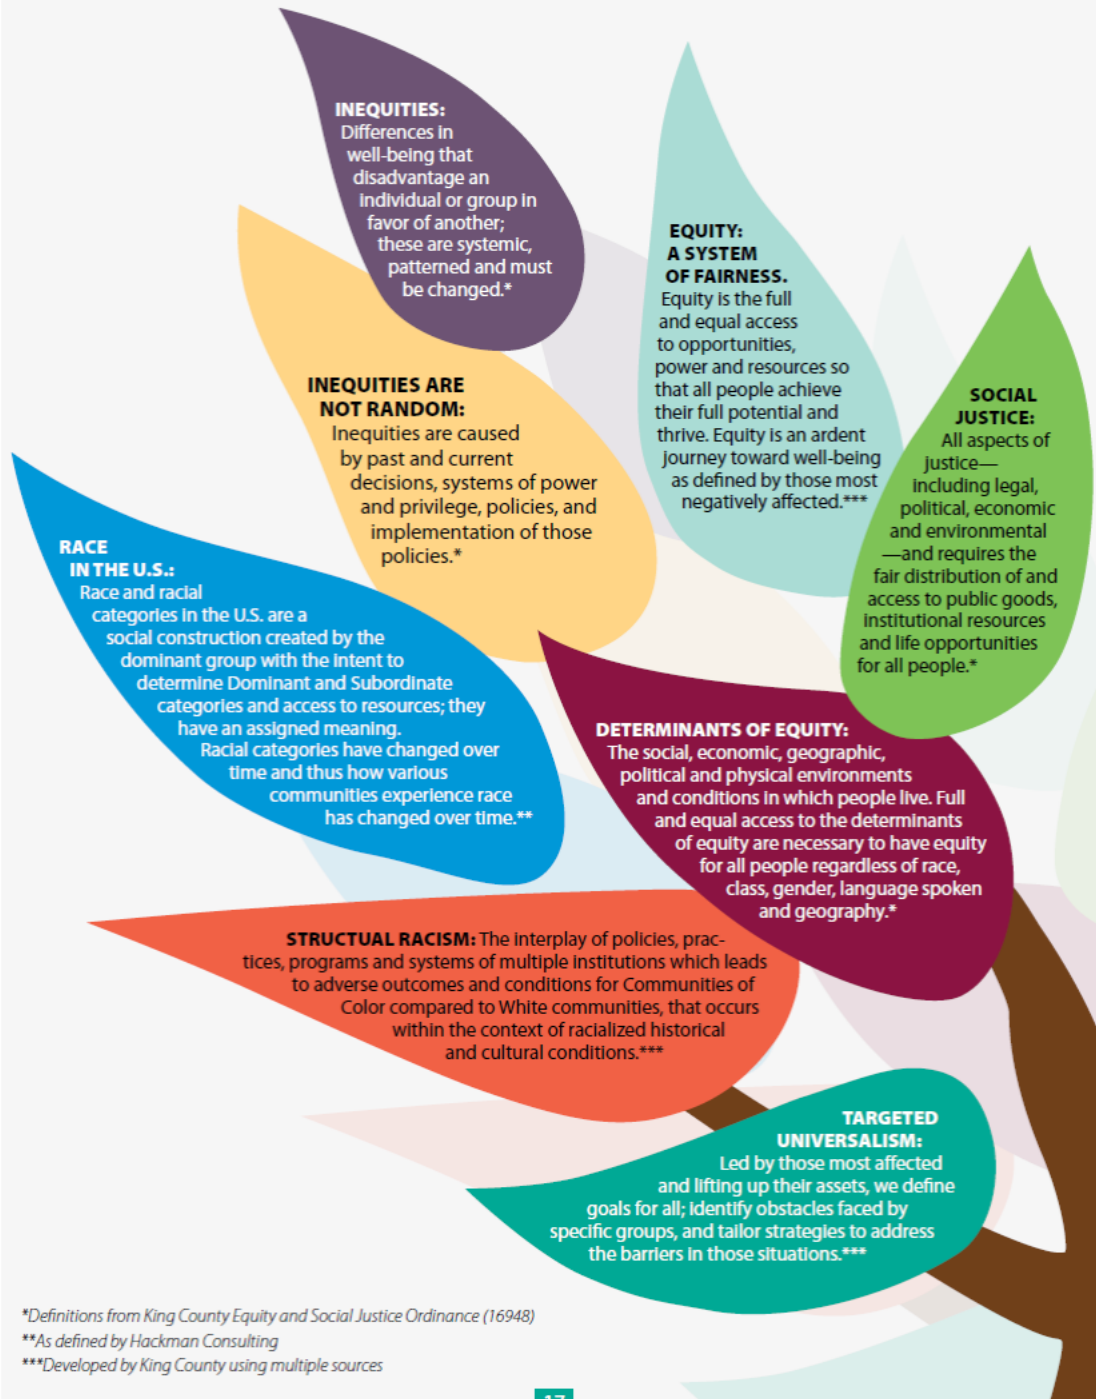 INEQUITIES:
Differences in
well-being that
disadvantage an
individual or group in
favor of another;
these are systemic,
patterned and must
be changed.*
EQUITY:
A SYSTEM
OF FAIRNESS.
Equity is the full
and equal access
to opportunities,
power and resources so
that all people achieve
their full potential and
thrive. Equity is an ardent
journey toward well-being
as defined by those most
negatively affected.***
INEQUITIES ARE
NOT RANDOM:
Inequities are caused
by past and current
decisions, systems of power
and privilege, policies, and
implementation of those
policies.*
SOCIAL
JUSTICE:
All aspects of
justice—
including legal,
political, economic
and environmental
—and requires the
fair distribution of and
access to public goods,
institutional resources
and life opportunities
for all people.*
RACE
IN THE U.S.:
Race and racial
categories in the U.S. are a
social construction created by the
dominant group with the intent to
determine Dominant and Subordinate
categories and access to resources; they
have an assigned meaning.
Racial categories have changed over
time and thus how various
communities experience race
has changed over time.**
DETERMINANTS OF EQUITY:
The social, economic, geographic,
political and physical environments
and conditions in which people live. Full
and equal access to the determinants
of equity are necessary to have equity
for all people regardless of race,
class, gender, language spoken
and geography.*
STRUCTUAL RACISM: The interplay of policies, prac-
tices, programs and systems of multiple institutions which leads
to adverse outcomes and conditions for Communities of
Color compared to White communities, that occurs
within the context of racialized historical
and cultural conditions.***
TARGETED
UNIVERSALISM:
Led by those most affected
and lifting up their assets, we define
goals for all; identify obstacles faced by
specific groups, and tailor strategies to address
the barriers in those situations.***
*Definitions from King County Equity and Social Justice Ordinance (16948)
**As defined by Hackman Consulting
***Developed by King County using multiple sources
17